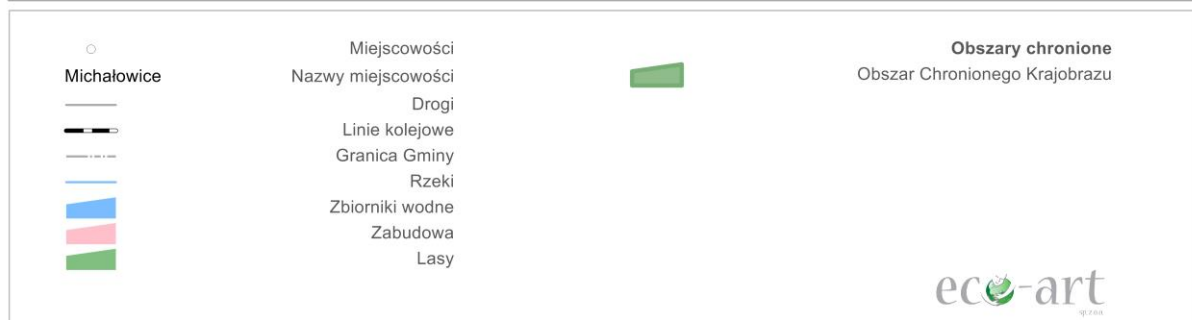 Miejscowości
Michałowice Nazwy miejscowości
Drogi
Linie kolejowe
Granica Gminy
Rzeki
Zbiorniki wodne
Zabudowa
Lasy
Obszary chronione
Obszar Chronionego Krajobrazu
eco-art
sp. z o.o.